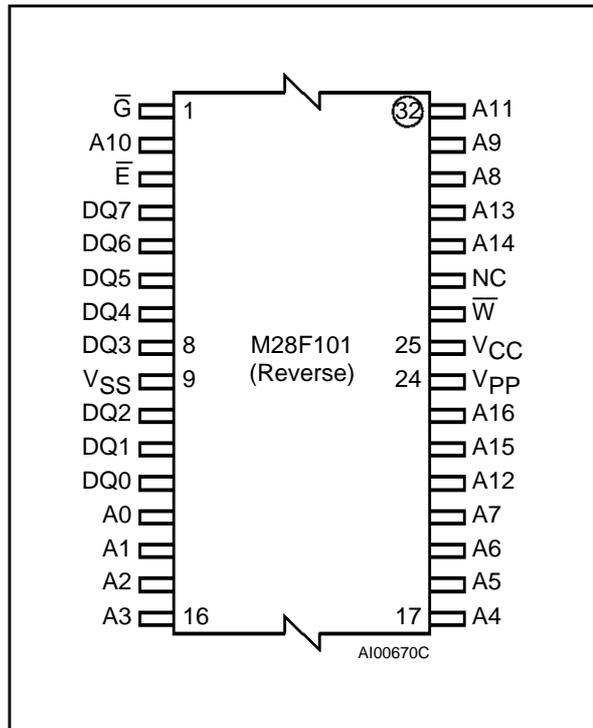 G̅ 1 32 A11
A10 A9
E̅ A8
DQ7 A13
DQ6 A14
DQ5 NC
DQ4 W̅
DQ3 8 M28F101 25 VCC
VSS 9 (Reverse) 24 VPP
DQ2 A16
DQ1 A15
DQ0 A12
A0 A7
A1 A6
A2 A5
A3 16 17 A4
AI00670C